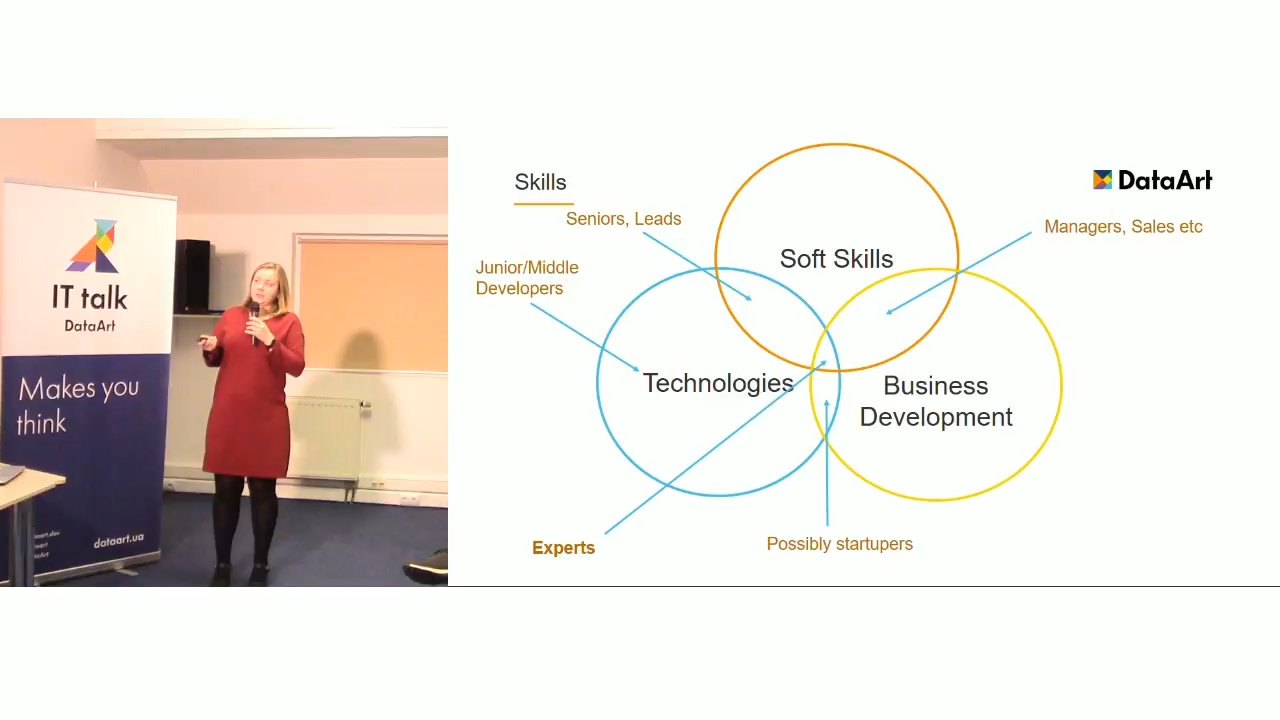 IT talk
DataArt
Makes you
think
dataart.ua
Skills
DataArt
Seniors, Leads
Managers, Sales etc
Soft Skills
Junior/Middle
Developers
Technologies
Business
Development
Experts
Possibly startupers